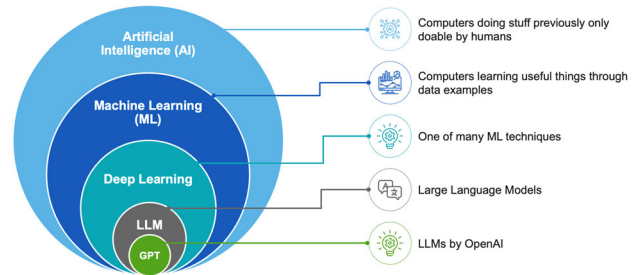 Artificial
Intelligence (AI)
Computers doing stuff previously only
doable by humans
Machine Learning
(ML)
Computers learning useful things through
data examples
Deep Learning
One of many ML techniques
LLM
Large Language Models
GPT
LLMs by OpenAI